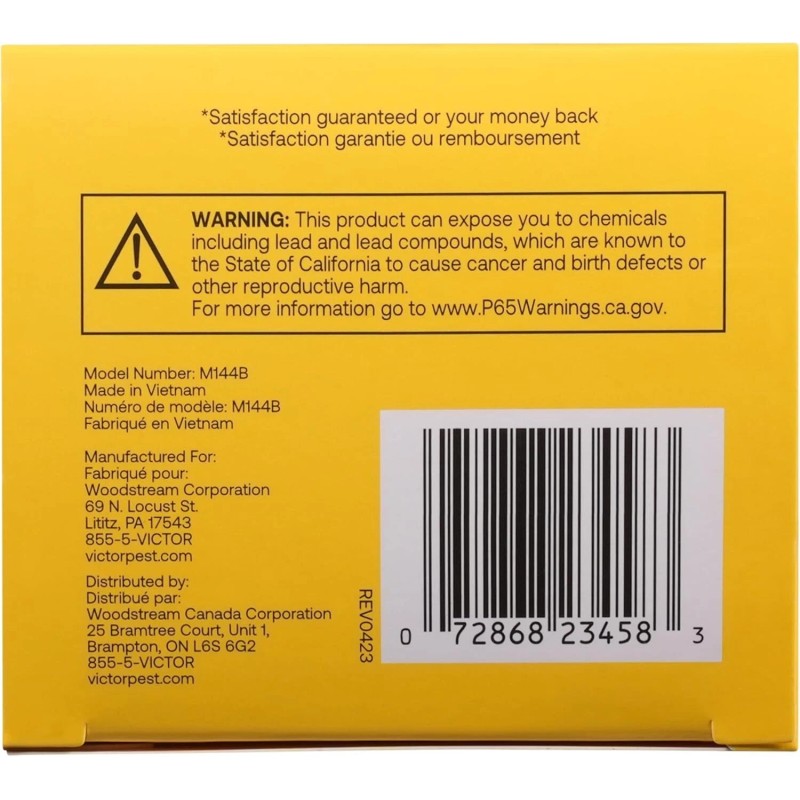 *Satisfaction guaranteed or your money back
*Satisfaction garantie ou remboursement
WARNING: This product can expose you to chemicals
including lead and lead compounds, which are known to
the State of California to cause cancer and birth defects or
other reproductive harm.
For more information go to www.P65Warnings.ca.gov.
Model Number: M144B
Made in Vietnam
Numéro de modèle: M144B
Fabriqué en Vietnam
Manufactured For:
Fabriqué pour:
Woodstream Corporation
69 N. Locust St.
Lititz, PA 17543
855-5-VICTOR
victorpest.com
Distributed by:
Distribué par:
Woodstream Canada Corporation
25 Bramtree Court, Unit 1,
Brampton, ON L6S 6G2
855-5-VICTOR
victorpest.com
REV0423
0 72868 23458 3